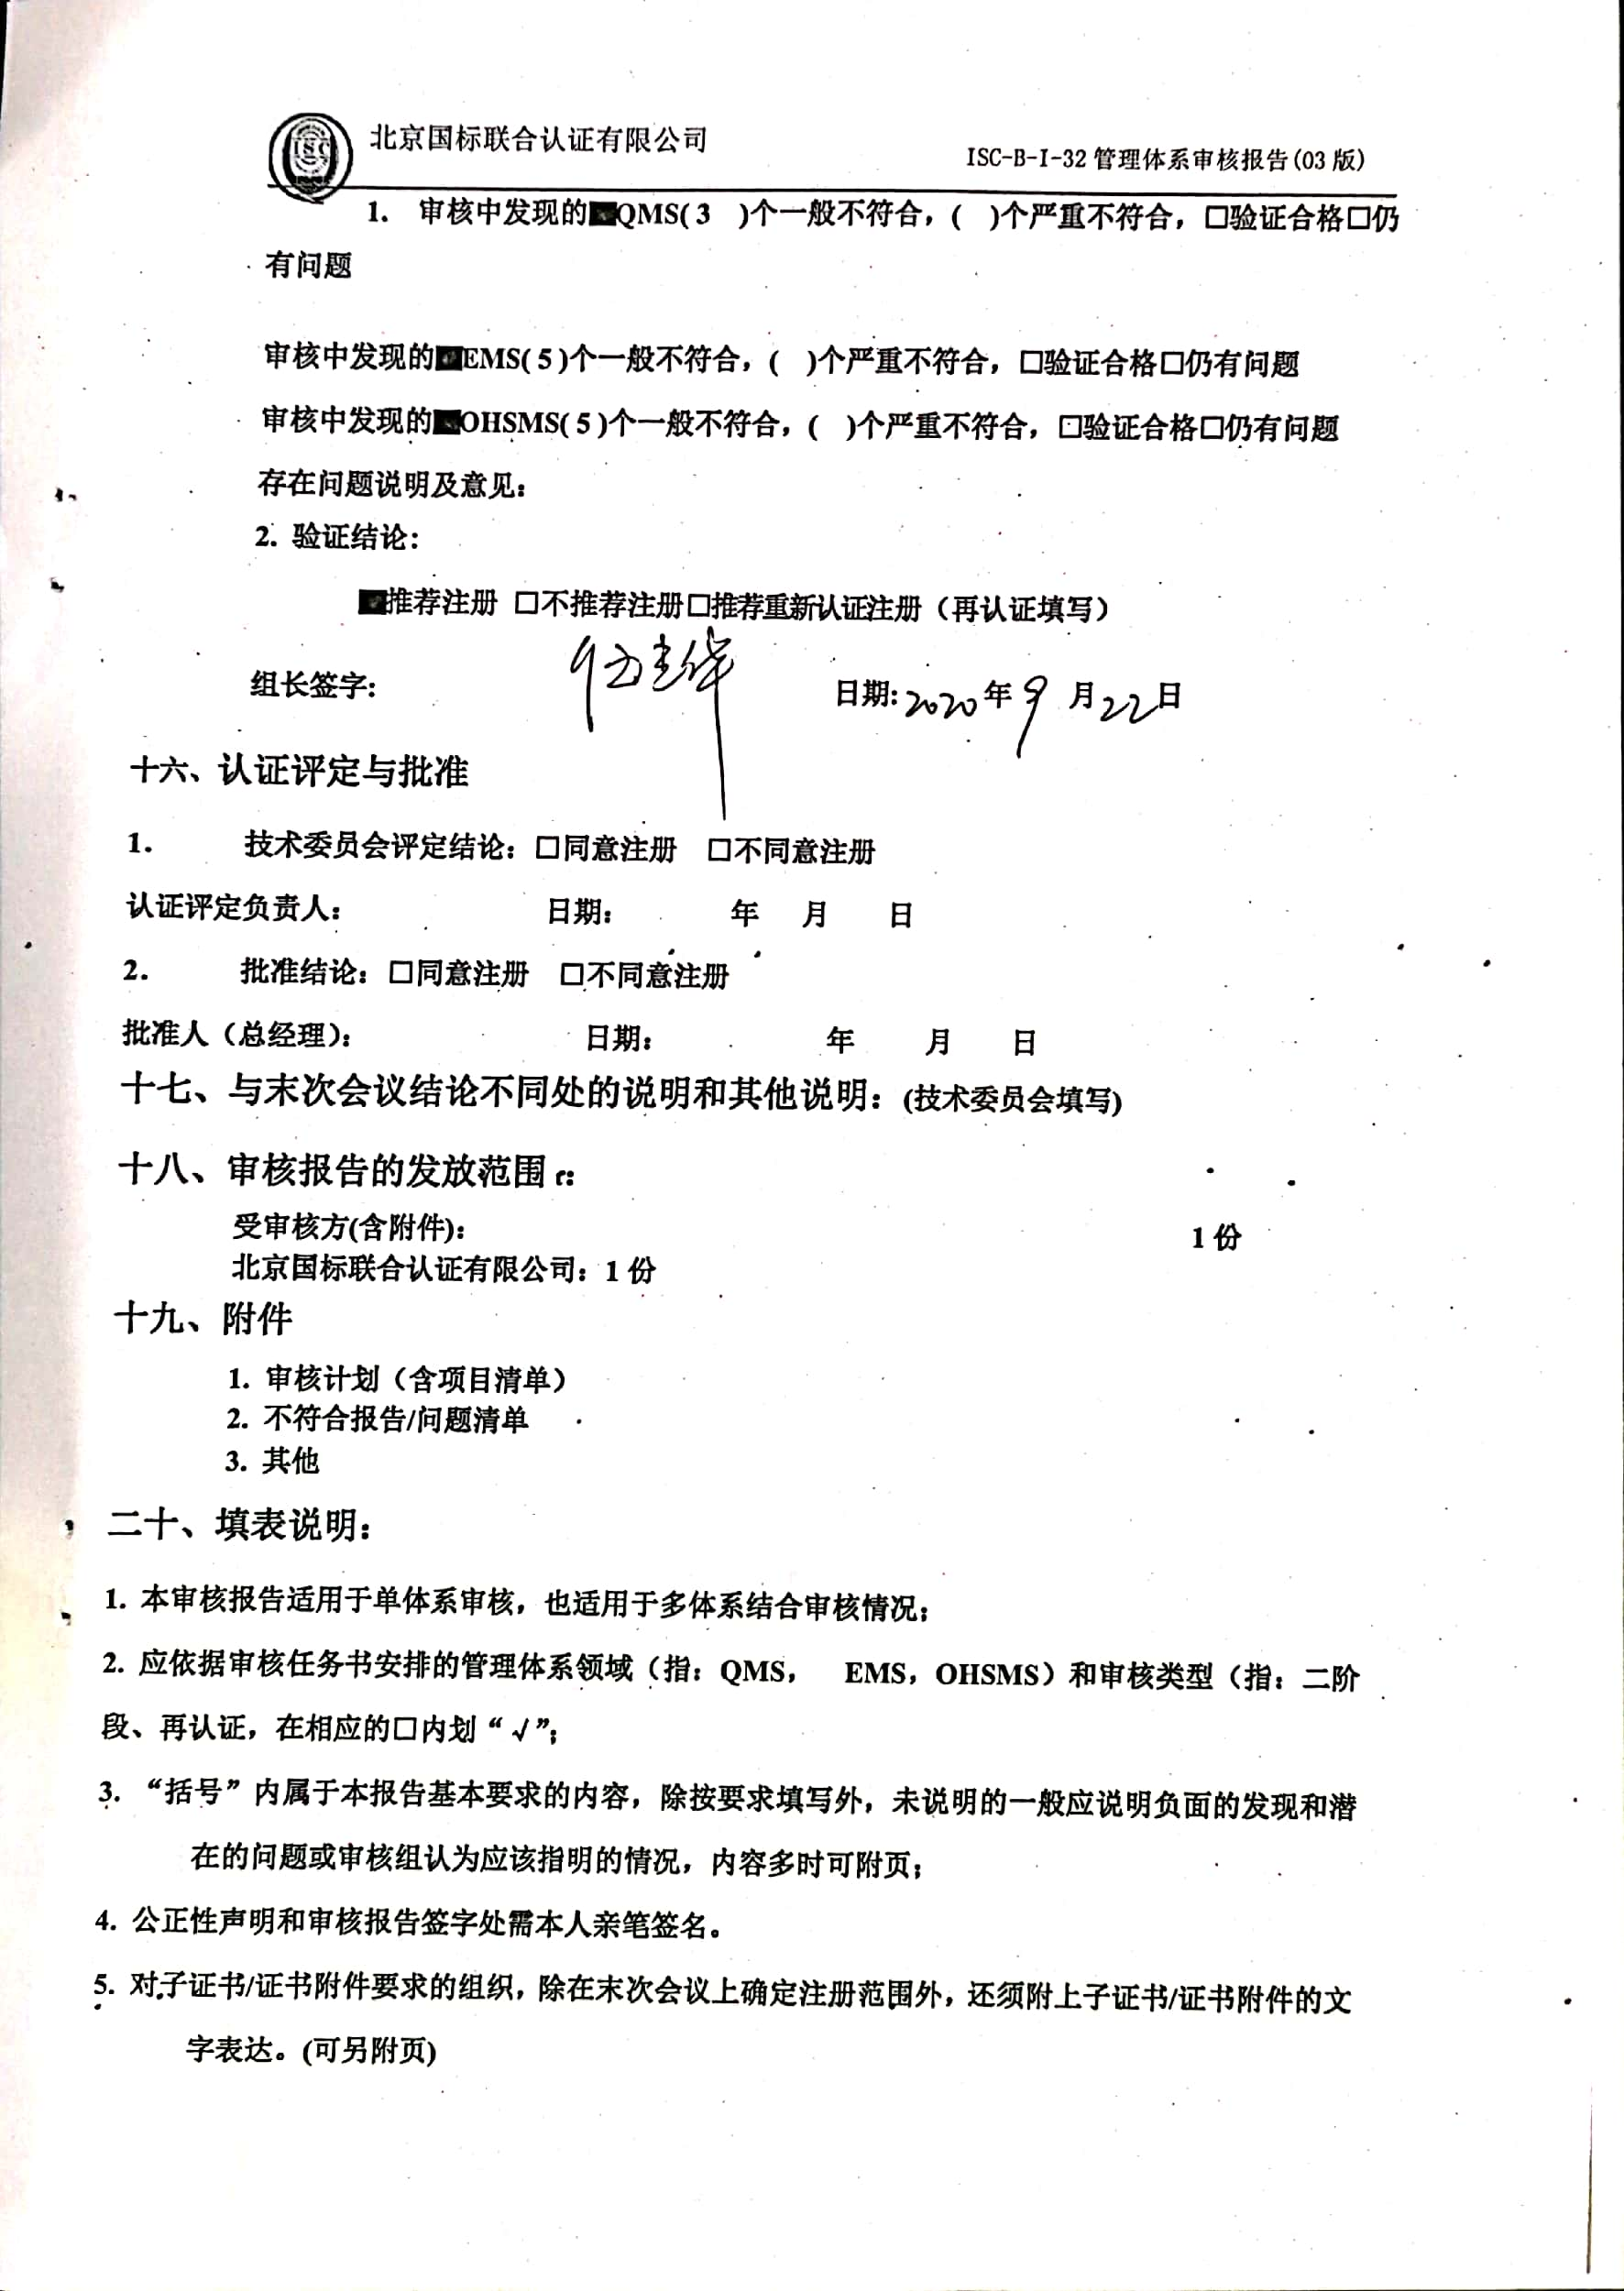 ISC
北京国标联合认证有限公司
ISC-B-I-32 管理体系审核报告(03 版)
1. 审核中发现的■QMS( 3 )个一般不符合，( )个严重不符合，□验证合格□仍
有问题
审核中发现的■EMS( 5 )个一般不符合，( )个严重不符合，□验证合格□仍有问题
审核中发现的■OHSMS( 5 )个一般不符合，( )个严重不符合，□验证合格□仍有问题
存在问题说明及意见：
2. 验证结论：
■推荐注册 □不推荐注册□推荐重新认证注册（再认证填写）
组长签字: 日期: 2020 年 9 月 22 日
十六、认证评定与批准
1. 技术委员会评定结论：□同意注册 □不同意注册
认证评定负责人： 日期： 年 月 日
2. 批准结论：□同意注册 □不同意注册
批准人（总经理）： 日期： 年 月 日
十七、与末次会议结论不同处的说明和其他说明：(技术委员会填写)
十八、审核报告的发放范围
受审核方(含附件)： 1 份
北京国标联合认证有限公司：1 份
十九、附件
1. 审核计划（含项目清单）
2. 不符合报告/问题清单
3. 其他
二十、填表说明：
1. 本审核报告适用于单体系审核，也适用于多体系结合审核情况；
2. 应依据审核任务书安排的管理体系领域（指：QMS， EMS，OHSMS）和审核类型（指：二阶
段、再认证，在相应的口内划“√”；
3. “括号”内属于本报告基本要求的内容，除按要求填写外，未说明的一般应说明负面的发现和潜
在的问题或审核组认为应该指明的情况，内容多时可附页；
4. 公正性声明和审核报告签字处需本人亲笔签名。
5. 对子证书/证书附件要求的组织，除在末次会议上确定注册范围外，还须附上子证书/证书附件的文
字表达。(可另附页)